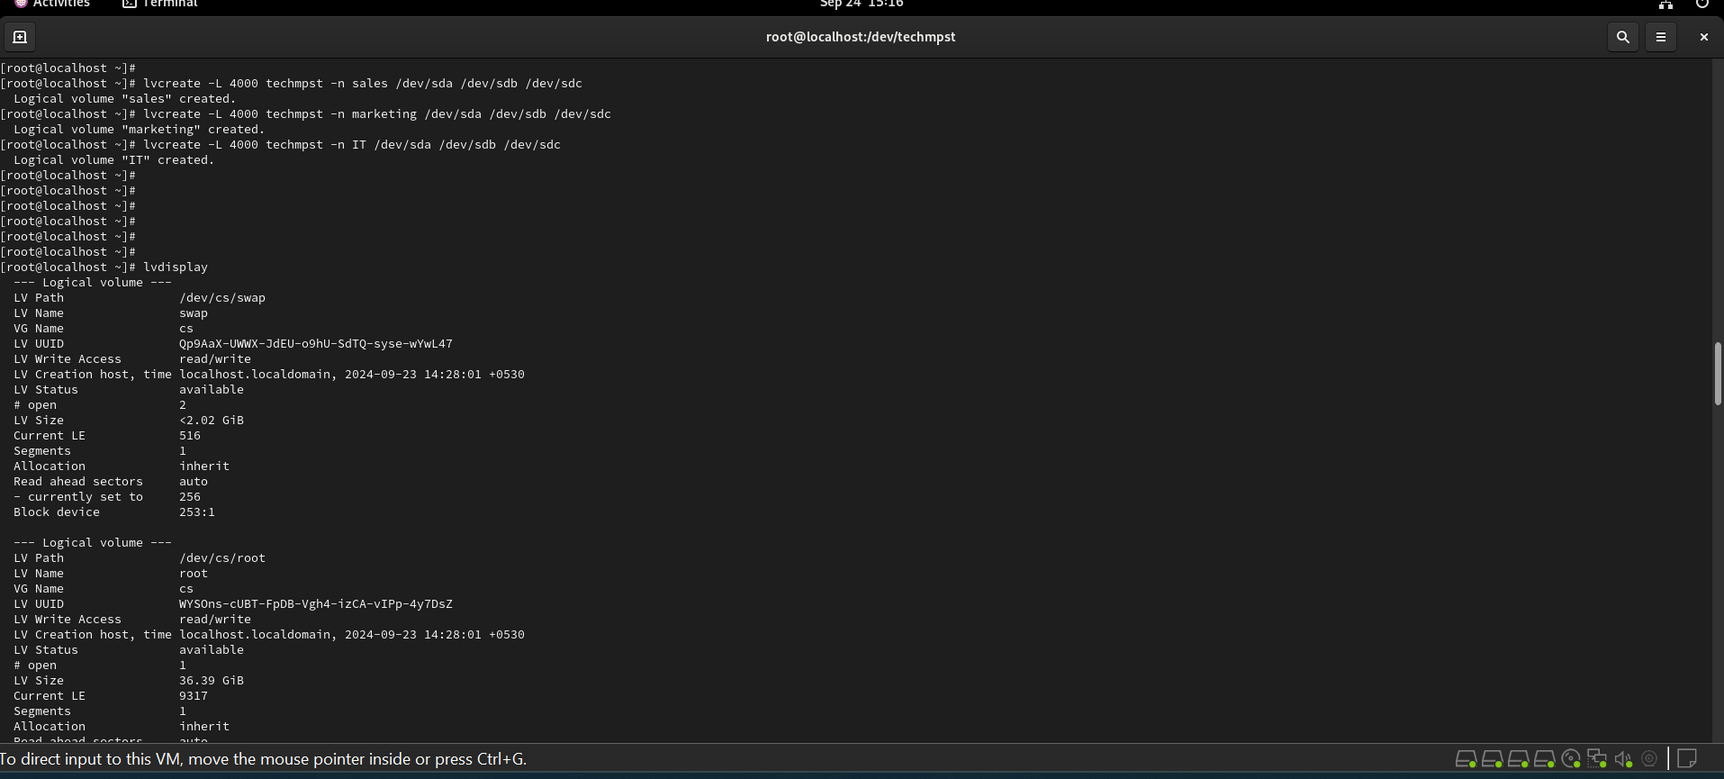 Activities Terminal Sep 24 15:16
root@localhost:/dev/techmpst
[root@localhost ~]#
[root@localhost ~]# lvcreate -L 4000 techmpst -n sales /dev/sda /dev/sdb /dev/sdc
  Logical volume "sales" created.
[root@localhost ~]# lvcreate -L 4000 techmpst -n marketing /dev/sda /dev/sdb /dev/sdc
  Logical volume "marketing" created.
[root@localhost ~]# lvcreate -L 4000 techmpst -n IT /dev/sda /dev/sdb /dev/sdc
  Logical volume "IT" created.
[root@localhost ~]#
[root@localhost ~]#
[root@localhost ~]#
[root@localhost ~]#
[root@localhost ~]#
[root@localhost ~]#
[root@localhost ~]# lvdisplay
  --- Logical volume ---
  LV Path                /dev/cs/swap
  LV Name                swap
  VG Name                cs
  LV UUID                Qp9AaX-UWWX-JdEU-o9hU-SdTQ-syse-wYwL47
  LV Write Access        read/write
  LV Creation host, time localhost.localdomain, 2024-09-23 14:28:01 +0530
  LV Status              available
  # open                 2
  LV Size                <2.02 GiB
  Current LE             516
  Segments               1
  Allocation             inherit
  Read ahead sectors     auto
  - currently set to     256
  Block device           253:1
  --- Logical volume ---
  LV Path                /dev/cs/root
  LV Name                root
  VG Name                cs
  LV UUID                WYSOns-cUBT-FpDB-Vgh4-izCA-vIPp-4y7DsZ
  LV Write Access        read/write
  LV Creation host, time localhost.localdomain, 2024-09-23 14:28:01 +0530
  LV Status              available
  # open                 1
  LV Size                36.39 GiB
  Current LE             9317
  Segments               1
  Allocation             inherit
  Read ahead sectors     auto
To direct input to this VM, move the mouse pointer inside or press Ctrl+G.